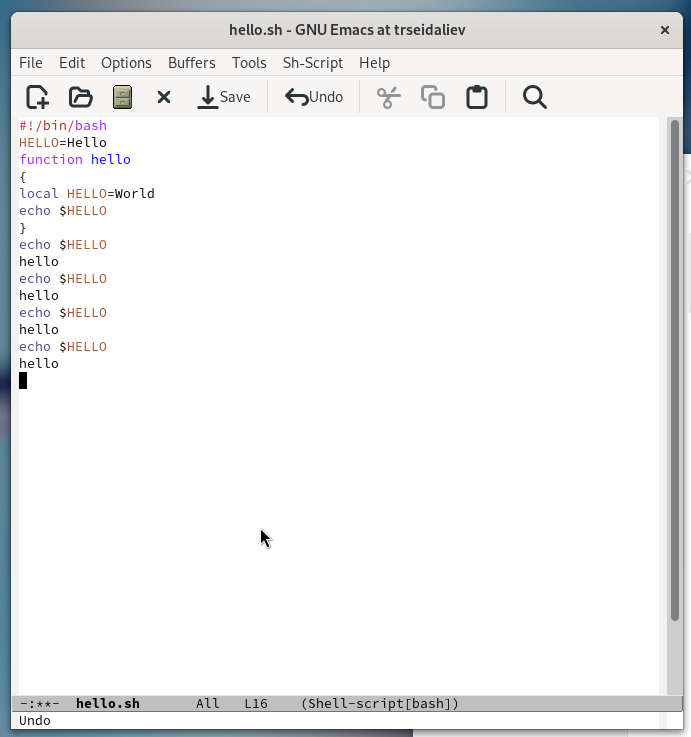 hello.sh - GNU Emacs at trseidaliev
File Edit Options Buffers Tools Sh-Script Help
Save Undo
#!/bin/bash
HELLO=Hello
function hello
{
local HELLO=World
echo $HELLO
}
echo $HELLO
hello
echo $HELLO
hello
echo $HELLO
hello
echo $HELLO
hello
-:**- hello.sh All L16 (Shell-script[bash])
Undo